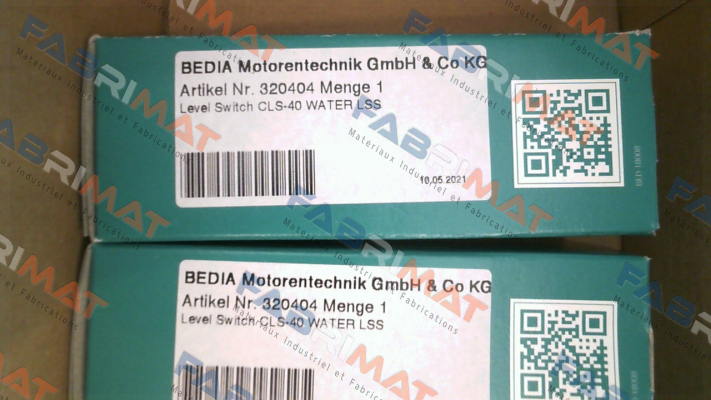 BEDIA Motorentechnik GmbH & Co KG
Artikel Nr. 320404 Menge 1
Level Switch CLS-40 WATER LSS
10.05.2021
BEDIA Motorentechnik GmbH & Co KG
Artikel Nr. 320404 Menge 1
Level Switch CLS-40 WATER LSS
FABRIMAT
Materiaux Industriel et Fabrications